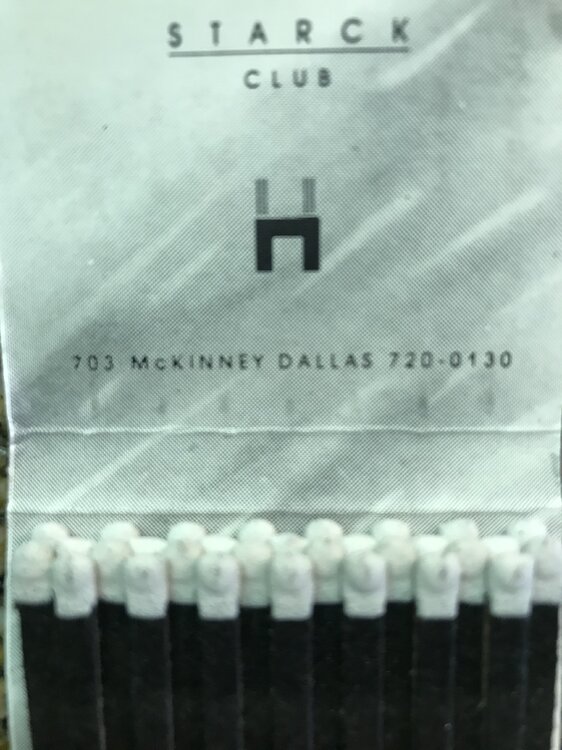 STARCK
CLUB
703 McKINNEY DALLAS 720-0130